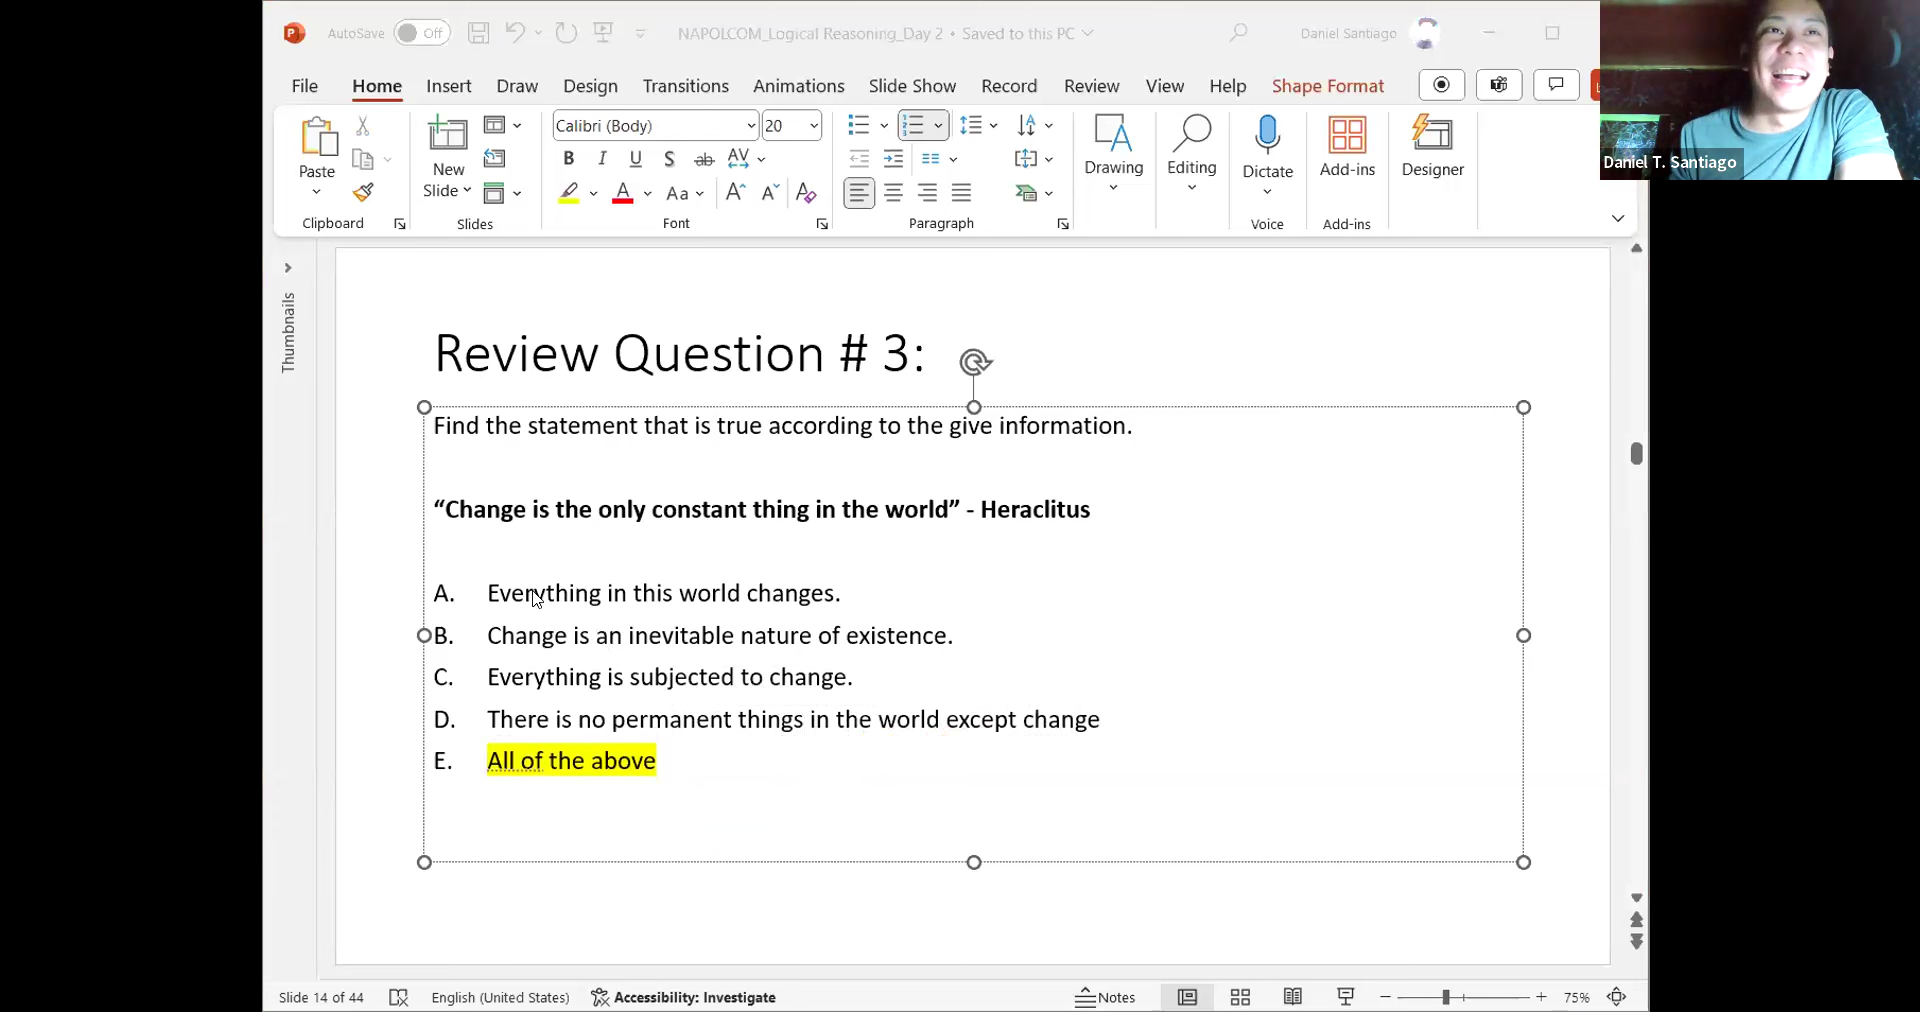 AutoSave Off NAPOLCOM_Logical Reasoning_Day 2 • Saved to this PC Daniel Santiago
File Home Insert Draw Design Transitions Animations Slide Show Record Review View Help Shape Format
Calibri (Body) 20
Paste
New
Slide
Drawing
Editing
Dictate
Add-ins
Designer
Clipboard Slides Font Paragraph Voice Add-ins
Daniel T. Santiago
Thumbnails
Review Question # 3:
Find the statement that is true according to the give information.
“Change is the only constant thing in the world” - Heraclitus
A. Everything in this world changes.
B. Change is an inevitable nature of existence.
C. Everything is subjected to change.
D. There is no permanent things in the world except change
E. All of the above
Slide 14 of 44 English (United States) Accessibility: Investigate Notes 75%